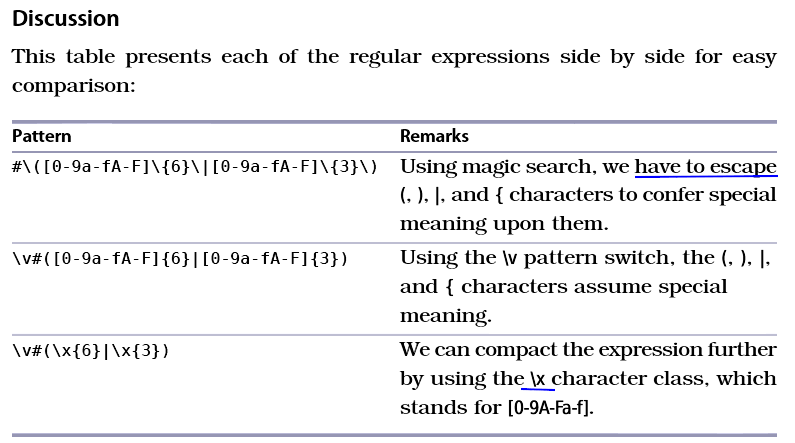 Discussion
This table presents each of the regular expressions side by side for easy
comparison:
Pattern Remarks
#\([0-9a-fA-F]\{6}\|[0-9a-fA-F]\{3}\) Using magic search, we have to escape
(, ), |, and { characters to confer special
meaning upon them.
\v#([0-9a-fA-F]{6}|[0-9a-fA-F]{3}) Using the \v pattern switch, the (, ), |,
and { characters assume special
meaning.
\v#(\x{6}|\x{3}) We can compact the expression further
by using the \x character class, which
stands for [0-9A-Fa-f].